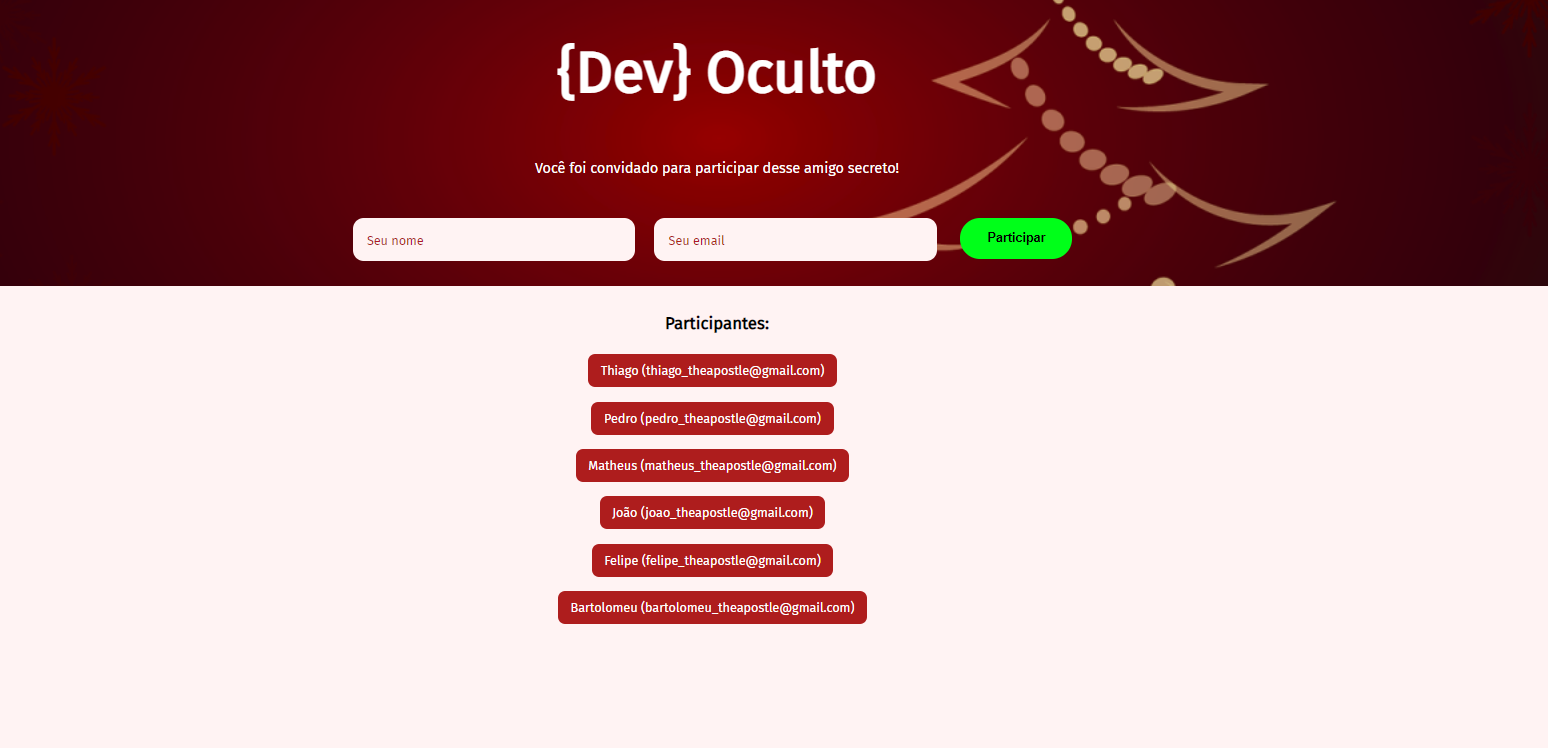 {Dev} Oculto
Você foi convidado para participar desse amigo secreto!
Seu nome
Seu email
Participar
Participantes:
Thiago (thiago_theapostle@gmail.com)
Pedro (pedro_theapostle@gmail.com)
Matheus (matheus_theapostle@gmail.com)
João (joao_theapostle@gmail.com)
Felipe (felipe_theapostle@gmail.com)
Bartolomeu (bartolomeu_theapostle@gmail.com)